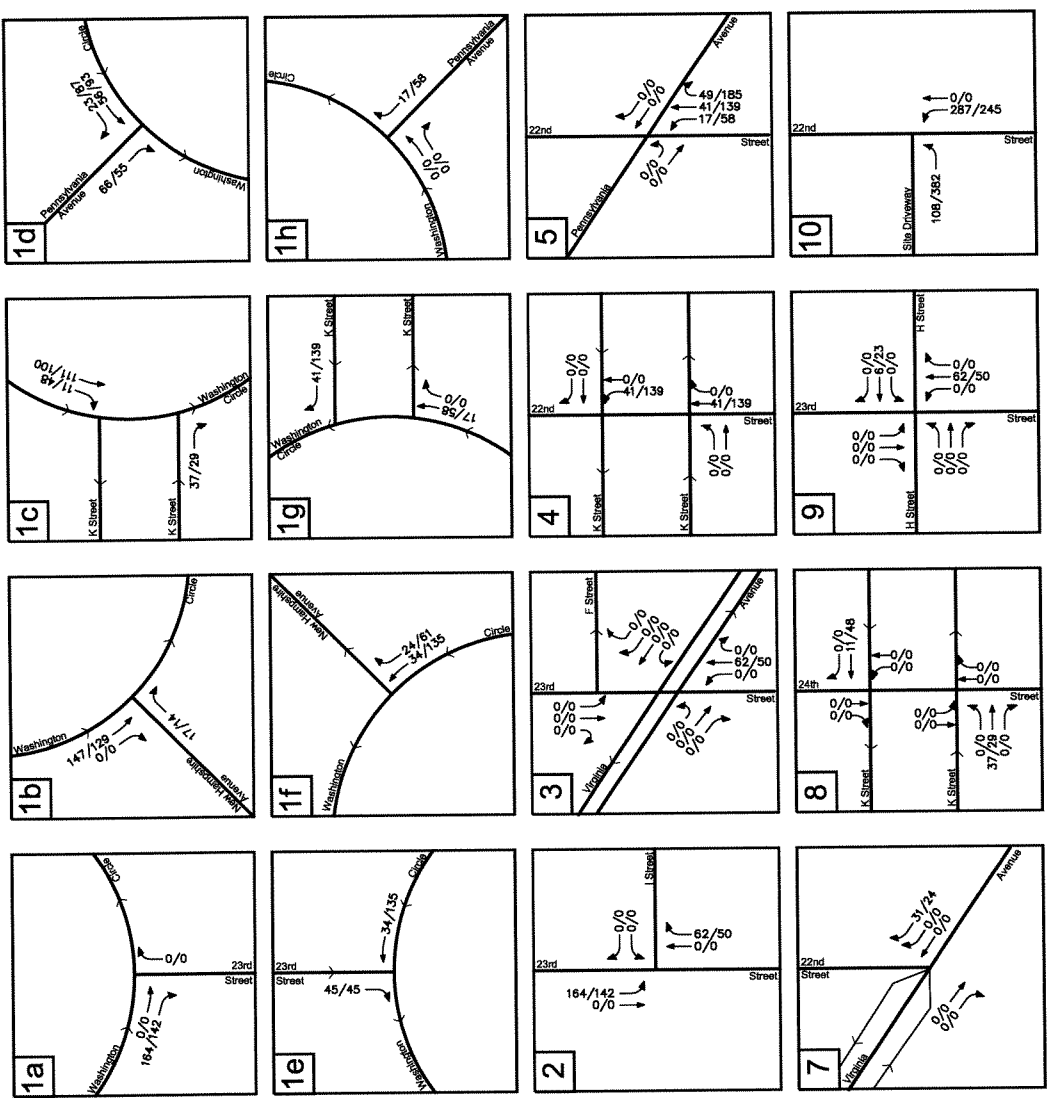 1a
Washington
Circle
0/0
164/142
0/0
23rd
Street
1b
Washington
Circle
147/129
0/0
17/14
New Hampshire
Avenue
1c
11/48
111/100
K Street
K Street
Washington
Circle
37/29
1d
Circle
23/87
56/93
Pennsylvania
Avenue
66/55
Washington
1e
23rd
Street
45/45
34/135
Circle
Washington
1f
New Hampshire
Avenue
24/61
34/135
Washington
Circle
1g
K Street
41/139
Washington
Circle
K Street
0/0
17/58
1h
Circle
17/58
Pennsylvania
Avenue
0/0
0/0
Washington
2
23rd
I Street
0/0
0/0
164/142
0/0
62/50
0/0
Street
3
23rd
F Street
0/0
0/0
0/0
0/0
0/0
0/0
0/0
Virginia
Avenue
0/0
0/0
0/0
0/0
62/50
0/0
Street
4
22nd
0/0
0/0
K Street
0/0
41/139
K Street
0/0
41/139
0/0
0/0
Street
5
Avenue
0/0
0/0
22nd
49/185
41/139
17/58
Street
0/0
0/0
Pennsylvania
7
22nd
Street
31/24
0/0
0/0
Virginia
Avenue
0/0
0/0
8
24th
0/0
11/48
K Street
0/0
0/0
0/0
0/0
K Street
0/0
0/0
0/0
0/0
0/0
37/29
0/0
Street
9
23rd
0/0
0/0
0/0
0/0
6/23
0/0
H Street
H Street
0/0
0/0
0/0
0/0
62/50
0/0
Street
10
22nd
0/0
287/245
Street
Site Driveway
108/382